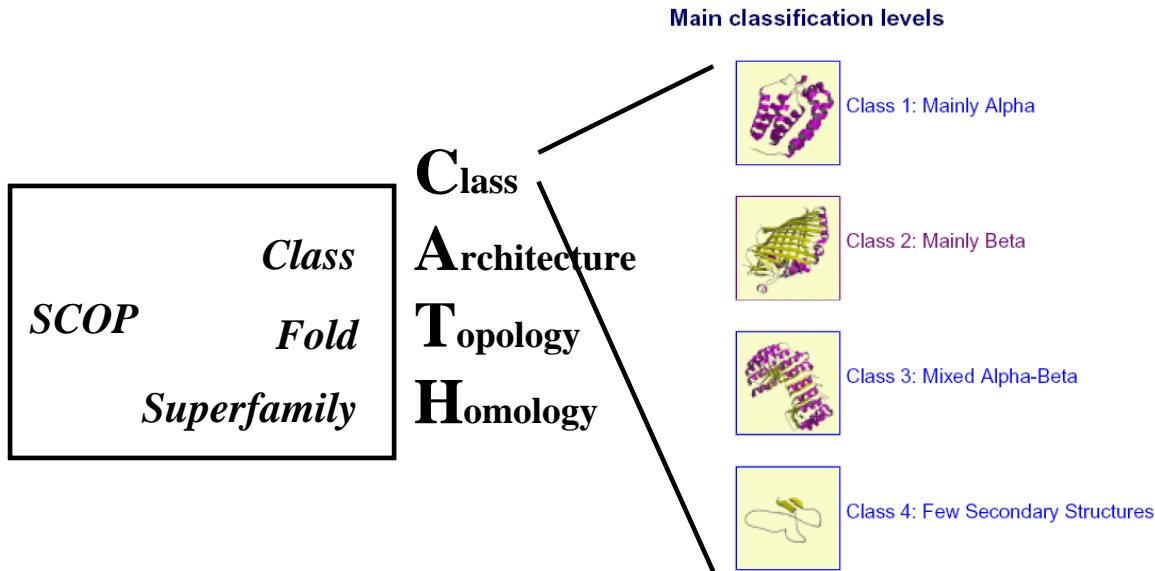 Main classification levels
Class 1: Mainly Alpha
Class
Class 2: Mainly Beta
Class
Architecture
SCOP
Fold
Topology
Class 3: Mixed Alpha-Beta
Superfamily
Homology
Class 4: Few Secondary Structures